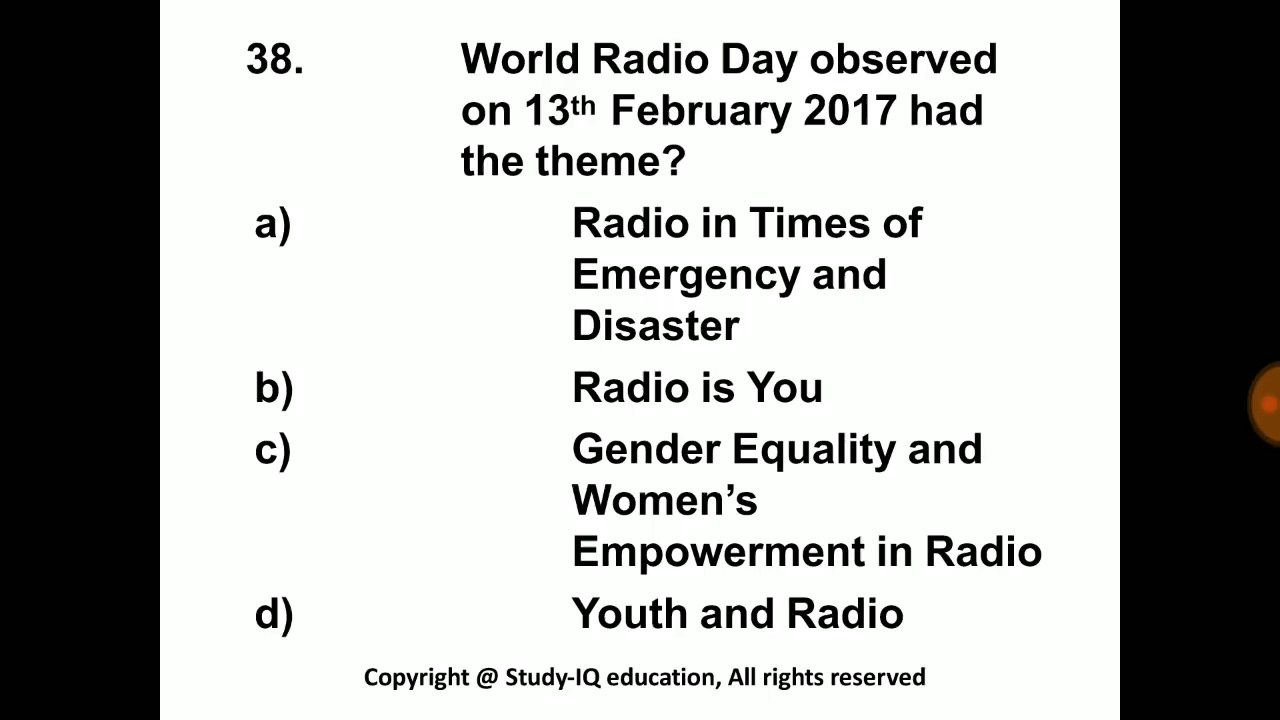 38. World Radio Day observed
on 13th February 2017 had
the theme?
a) Radio in Times of
Emergency and
Disaster
b) Radio is You
c) Gender Equality and
Women’s
Empowerment in Radio
d) Youth and Radio
Copyright @ Study-IQ education, All rights reserved